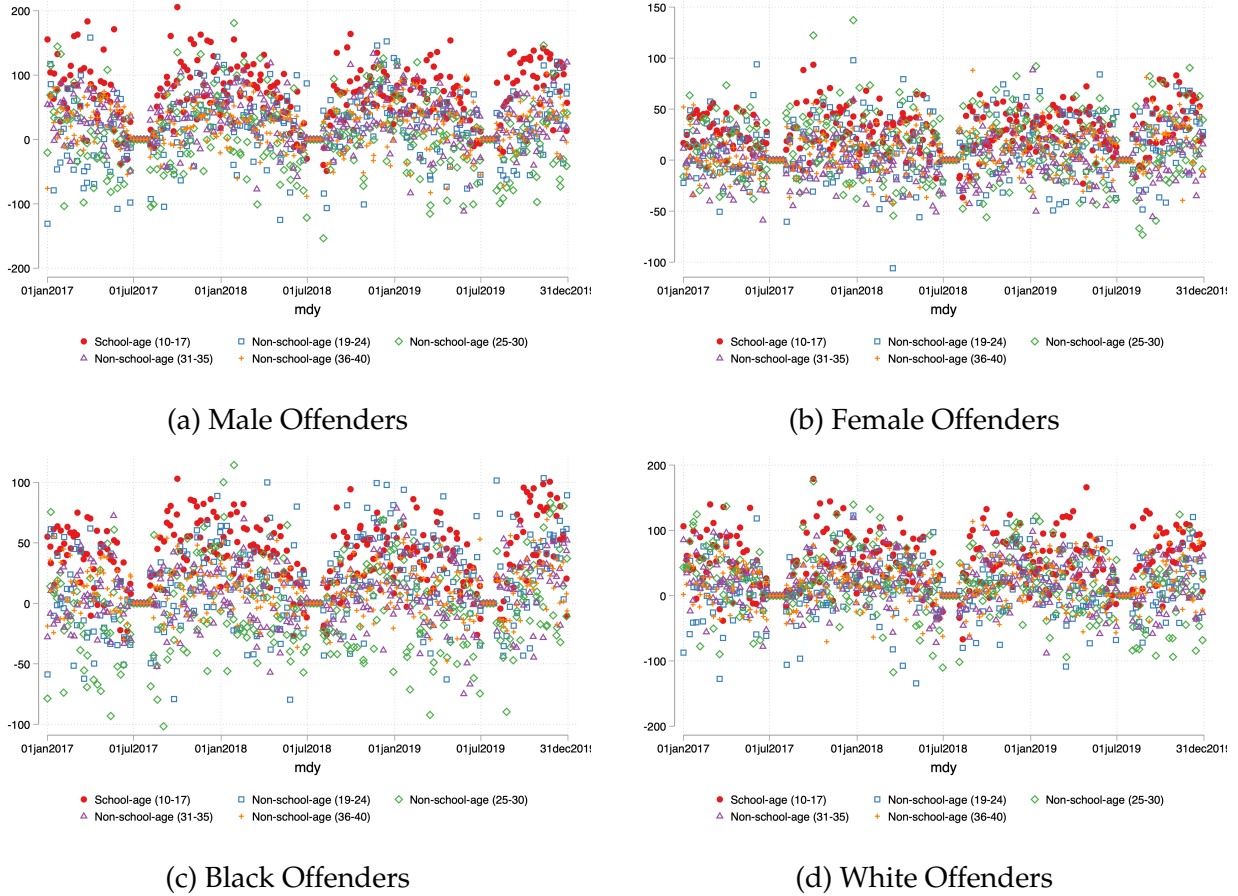 200
100
0
-100
-200
01jan2017 01jul2017 01jan2018 01jul2018 01jan2019 01jul2019 31dec2019
mdy
School-age (10-17) Non-school-age (19-24) Non-school-age (25-30)
Non-school-age (31-35) Non-school-age (36-40)
(a) Male Offenders
150
100
50
0
-50
-100
01jan2017 01jul2017 01jan2018 01jul2018 01jan2019 01jul2019 31dec2019
mdy
School-age (10-17) Non-school-age (19-24) Non-school-age (25-30)
Non-school-age (31-35) Non-school-age (36-40)
(b) Female Offenders
100
50
0
-50
-100
01jan2017 01jul2017 01jan2018 01jul2018 01jan2019 01jul2019 31dec2019
mdy
School-age (10-17) Non-school-age (19-24) Non-school-age (25-30)
Non-school-age (31-35) Non-school-age (36-40)
(c) Black Offenders
200
100
0
-100
-200
01jan2017 01jul2017 01jan2018 01jul2018 01jan2019 01jul2019 31dec2019
mdy
School-age (10-17) Non-school-age (19-24) Non-school-age (25-30)
Non-school-age (31-35) Non-school-age (36-40)
(d) White Offenders